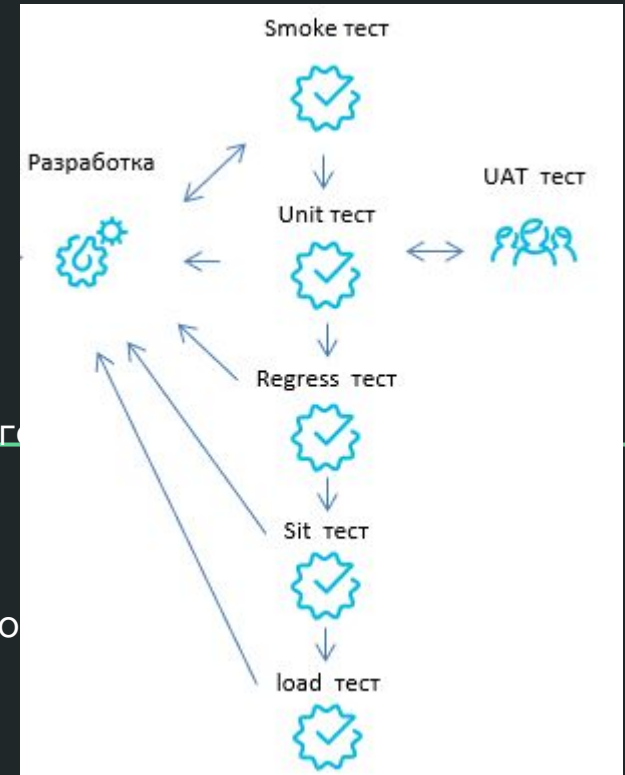 Smoke тест
Разработка
UAT тест
Unit тест
Regress тест
Sit тест
load тест